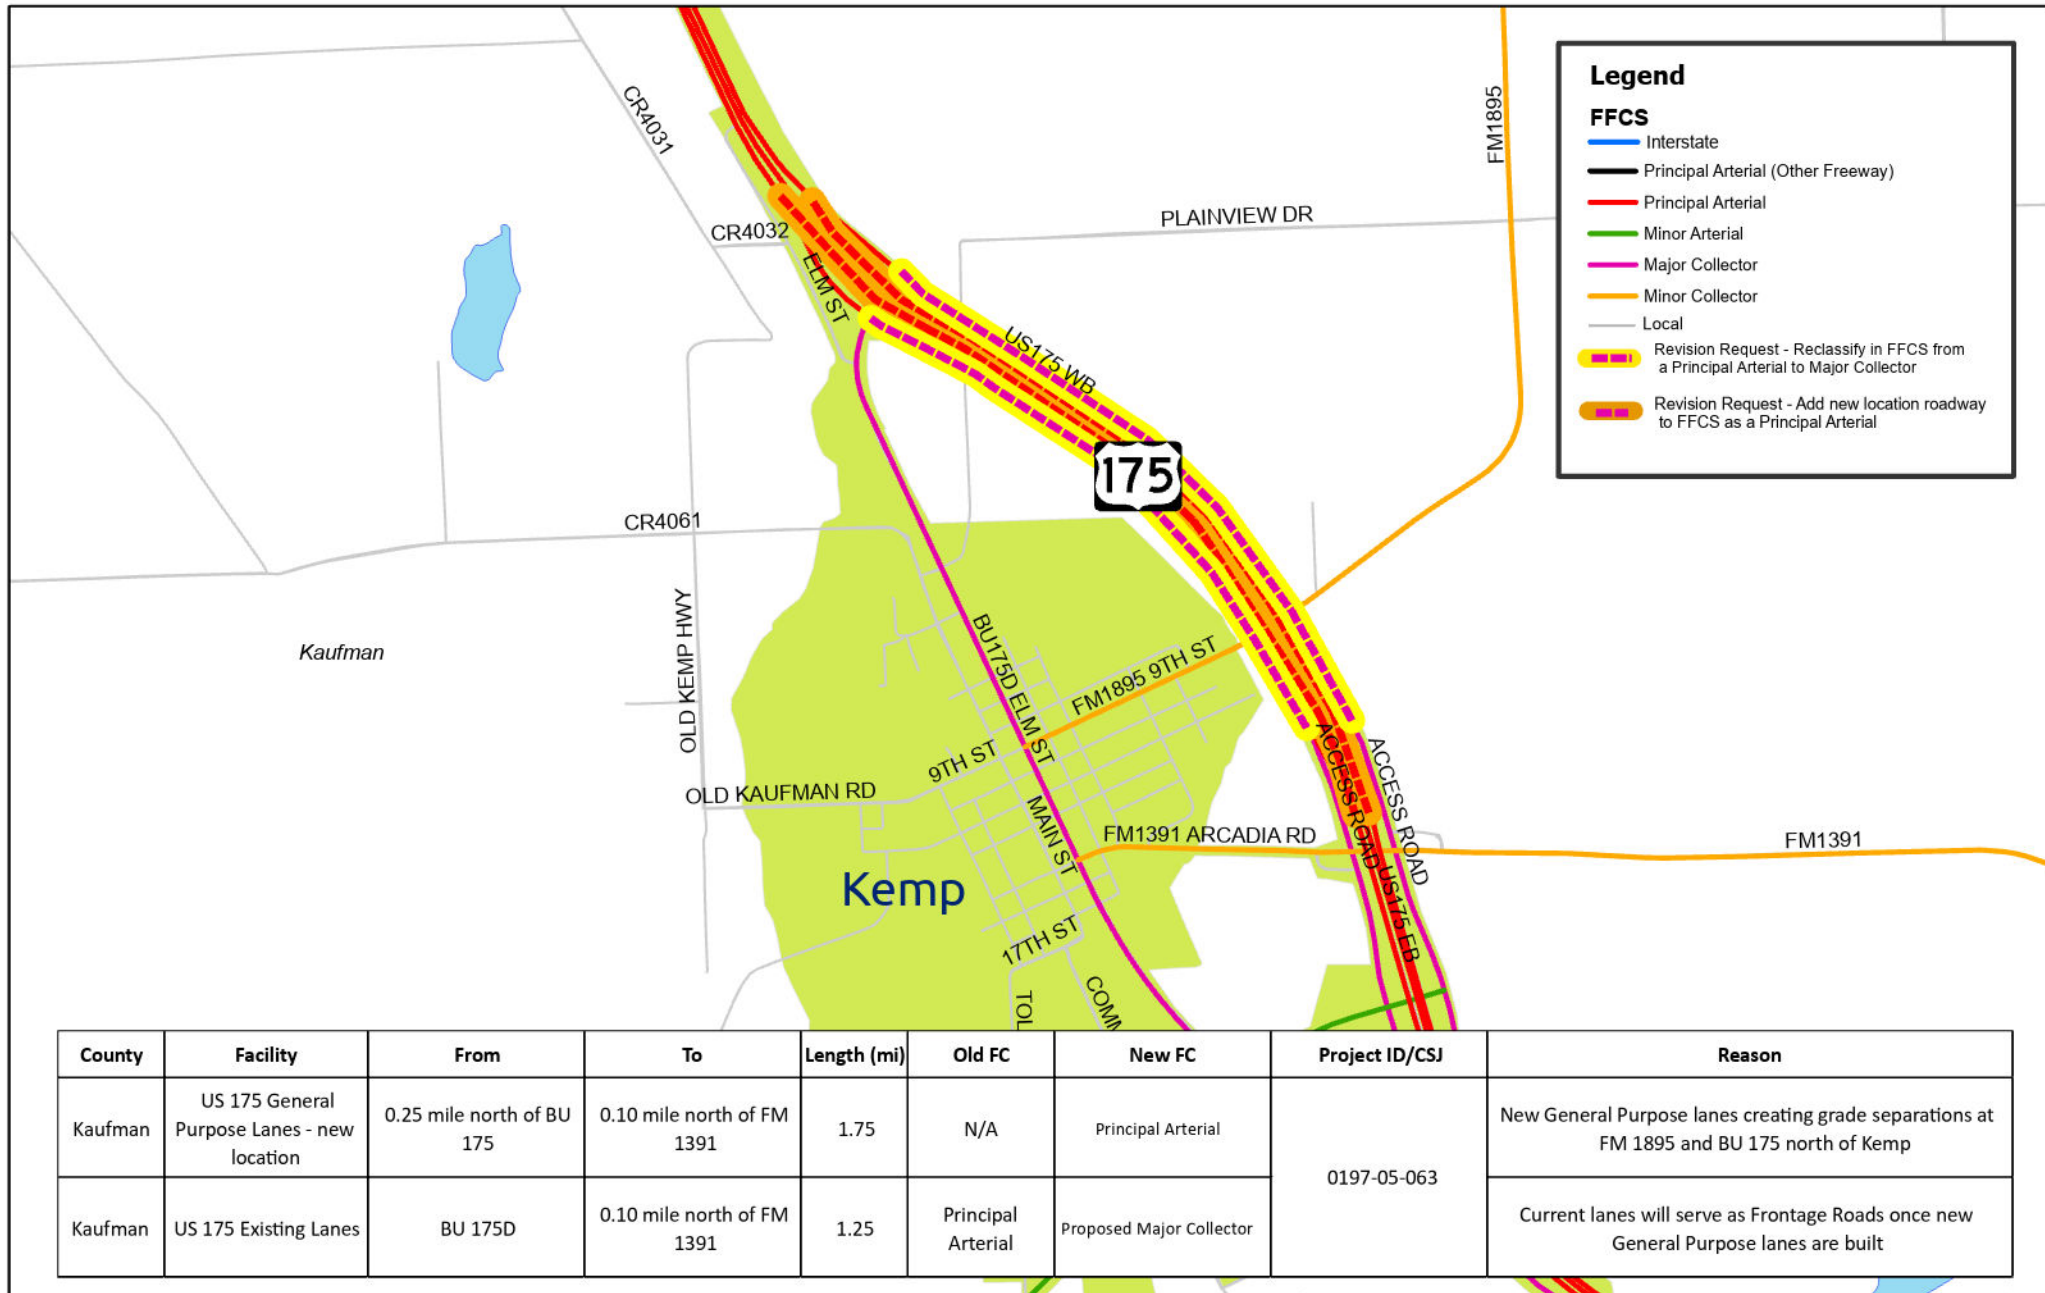 CR4031
FM1895
CR4032
ELM ST
PLAINVIEW DR
US175 WB
175
CR4061
OLD KEMP HWY
Kaufman
BU175D ELM ST
FM1895 9TH ST
9TH ST
OLD KAUFMAN RD
MAIN ST
FM1391 ARCADIA RD
ACCESS ROAD
ACCESS ROAD
US175 EB
FM1391
Kemp
17TH ST
TOL
COMM
Legend
FFCS
Interstate
Principal Arterial (Other Freeway)
Principal Arterial
Minor Arterial
Major Collector
Minor Collector
Local
Revision Request - Reclassify in FFCS from
a Principal Arterial to Major Collector
Revision Request - Add new location roadway
to FFCS as a Principal Arterial
County Facility From To Length (mi) Old FC New FC Project ID/CSJ Reason
Kaufman
US 175 General
Purpose Lanes - new
location
0.25 mile north of BU
175
0.10 mile north of FM
1391
1.75
N/A
Principal Arterial
0197-05-063
New General Purpose lanes creating grade separations at
FM 1895 and BU 175 north of Kemp
Kaufman
US 175 Existing Lanes
BU 175D
0.10 mile north of FM
1391
1.25
Principal
Arterial
Proposed Major Collector
Current lanes will serve as Frontage Roads once new
General Purpose lanes are built